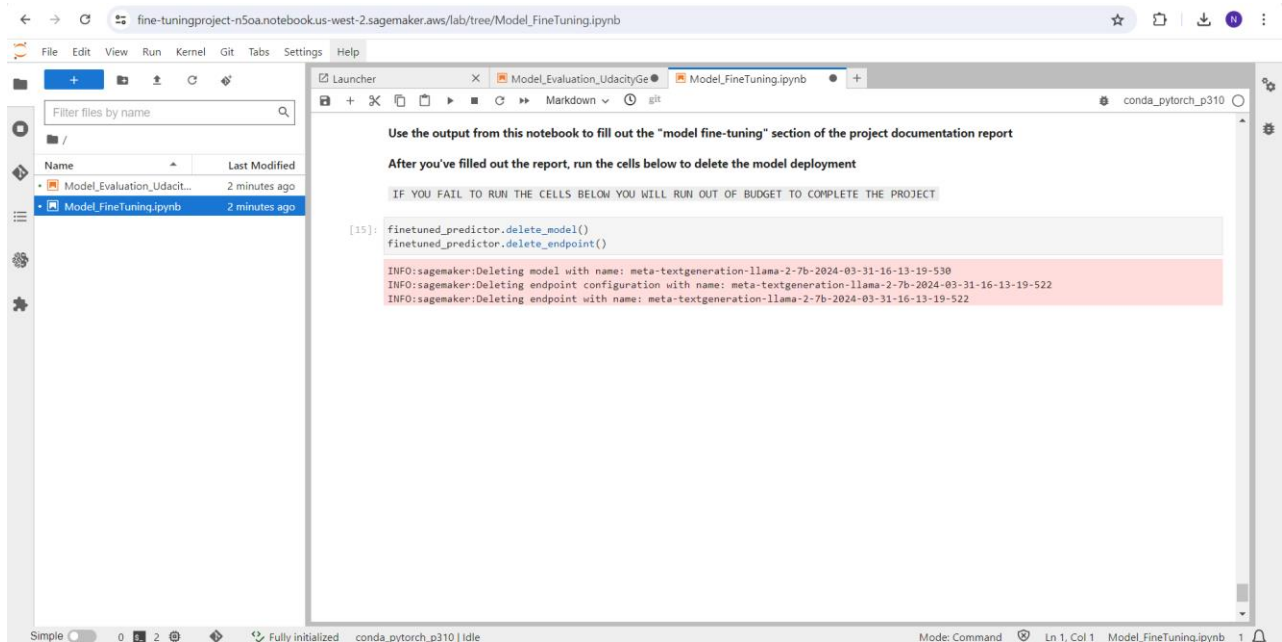 fine-tuningproject-n5oa.notebook.us-west-2.sagemaker.aws/lab/tree/Model_FineTuning.ipynb
N
File Edit View Run Kernel Git Tabs Settings Help
Filter files by name
/
Name Last Modified
Model_Evaluation_Udacit... 2 minutes ago
Model_FineTuning.ipynb 2 minutes ago
Launcher Model_Evaluation_UdacityGe Model_FineTuning.ipynb
Markdown git conda_pytorch_p310
Use the output from this notebook to fill out the "model fine-tuning" section of the project documentation report
After you've filled out the report, run the cells below to delete the model deployment
IF YOU FAIL TO RUN THE CELLS BELOW YOU WILL RUN OUT OF BUDGET TO COMPLETE THE PROJECT
[15]: finetuned_predictor.delete_model()
finetuned_predictor.delete_endpoint()
INFO:sagemaker:Deleting model with name: meta-textgeneration-llama-2-7b-2024-03-31-16-13-19-530
INFO:sagemaker:Deleting endpoint configuration with name: meta-textgeneration-llama-2-7b-2024-03-31-16-13-19-522
INFO:sagemaker:Deleting endpoint with name: meta-textgeneration-llama-2-7b-2024-03-31-16-13-19-522
Simple 0 2 Fully initialized conda_pytorch_p310 | Idle Mode: Command Ln 1, Col 1 Model_FineTuning.ipynb 1